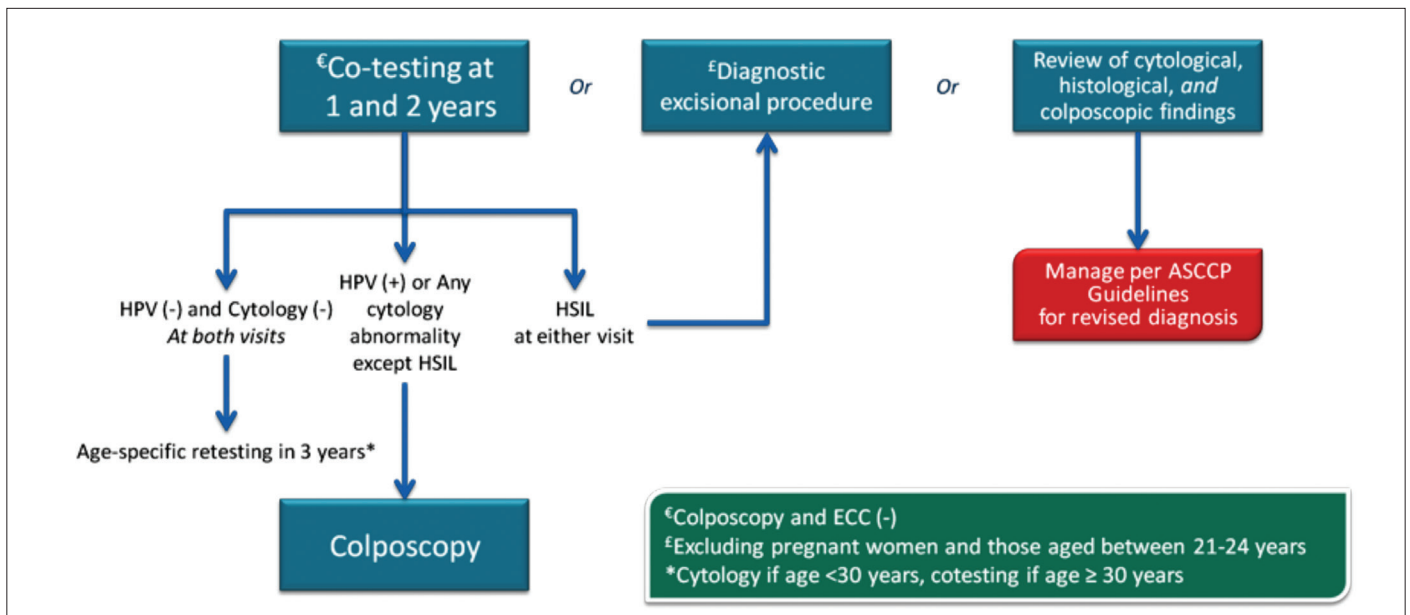 €Co-testing at
1 and 2 years
Or
£Diagnostic
excisional procedure
Or
Review of cytological,
histological, and
colposcopic findings
HPV (-) and Cytology (-)
At both visits
HPV (+) or Any
cytology
abnormality
except HSIL
HSIL
at either visit
Manage per ASCCP
Guidelines
for revised diagnosis
Age-specific retesting in 3 years*
Colposcopy
€Colposcopy and ECC (-)
£Excluding pregnant women and those aged between 21-24 years
*Cytology if age <30 years, cotesting if age ≥ 30 years